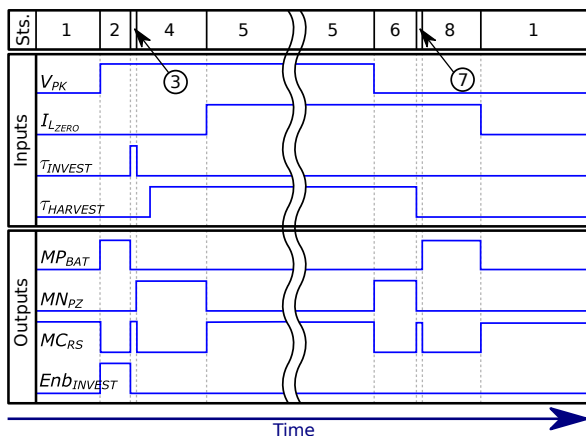 Sts. 1 2 4 5 5 6 8 1
3 7
Inputs
V_PK
I_L_ZERO
τ_INVEST
τ_HARVEST
Outputs
MP_BAT
MN_PZ
MC_RS
Enb_INVEST
Time